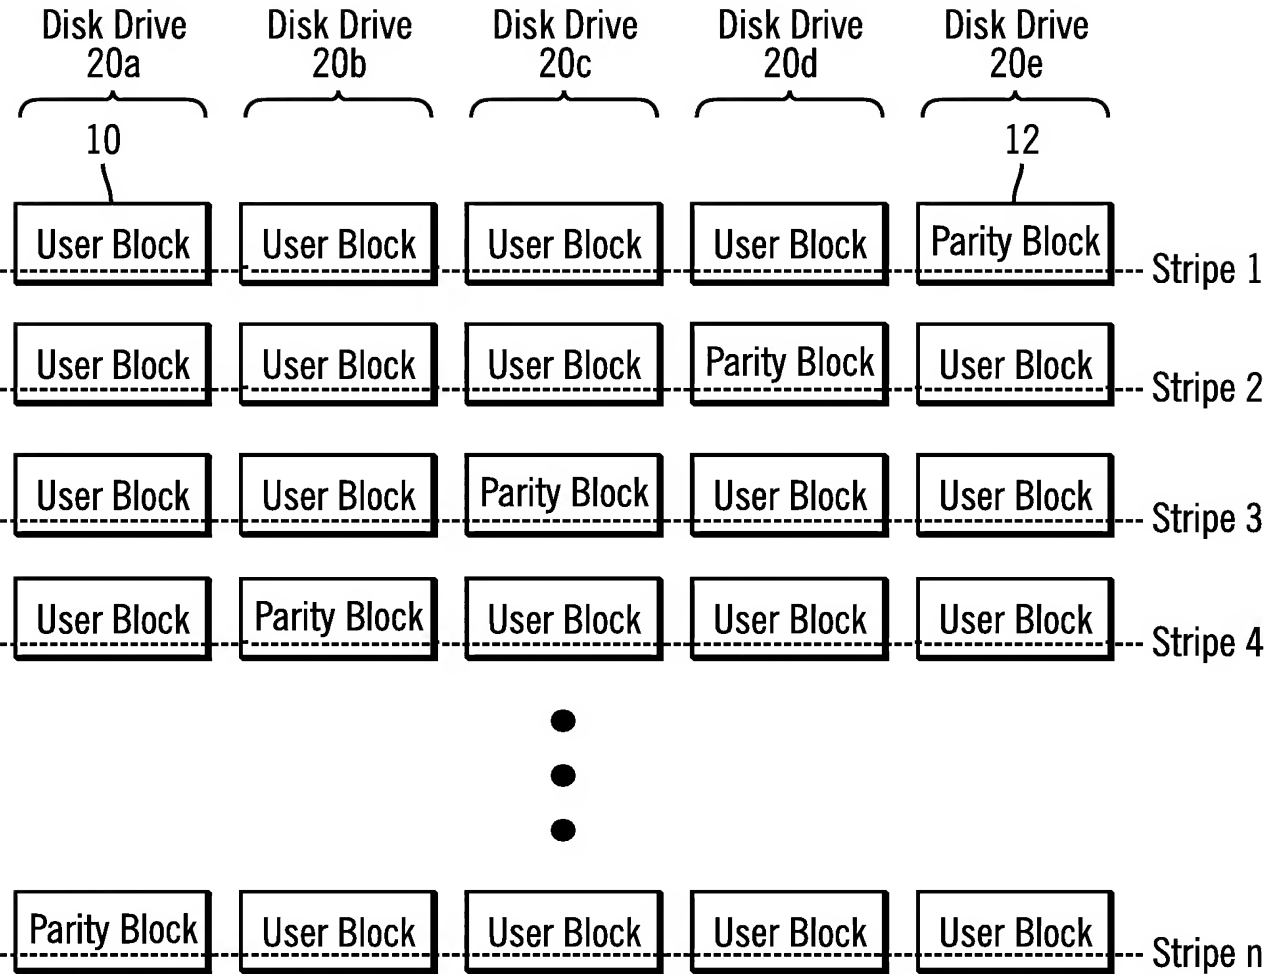 Disk Drive Disk Drive Disk Drive Disk Drive Disk Drive
20a 20b 20c 20d 20e
10 12
User Block User Block User Block User Block Parity Block Stripe 1
User Block User Block User Block Parity Block User Block Stripe 2
User Block User Block Parity Block User Block User Block Stripe 3
User Block Parity Block User Block User Block User Block Stripe 4
Parity Block User Block User Block User Block User Block Stripe n